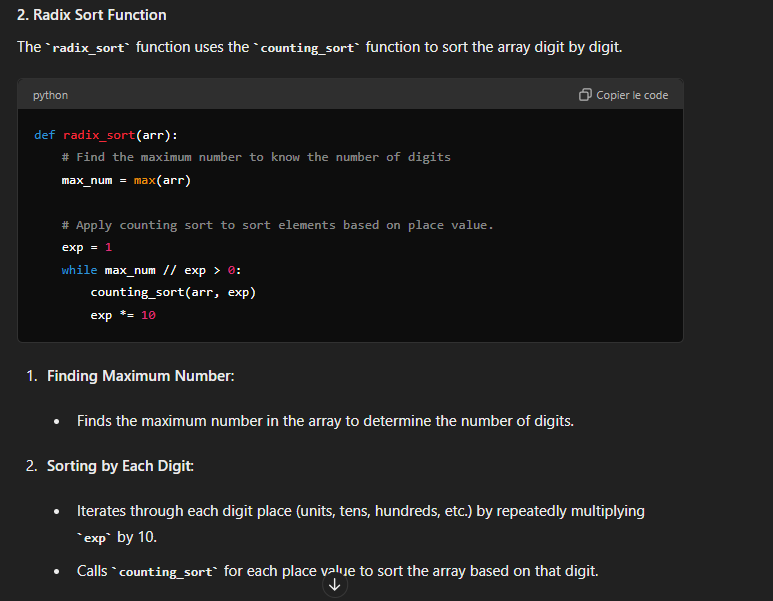 2. Radix Sort Function
The `radix_sort` function uses the `counting_sort` function to sort the array digit by digit.
python
Copier le code
def radix_sort(arr):
    # Find the maximum number to know the number of digits
    max_num = max(arr)
    # Apply counting sort to sort elements based on place value.
    exp = 1
    while max_num // exp > 0:
        counting_sort(arr, exp)
        exp *= 10
1. Finding Maximum Number:
• Finds the maximum number in the array to determine the number of digits.
2. Sorting by Each Digit:
• Iterates through each digit place (units, tens, hundreds, etc.) by repeatedly multiplying
`exp` by 10.
• Calls `counting_sort` for each place value to sort the array based on that digit.